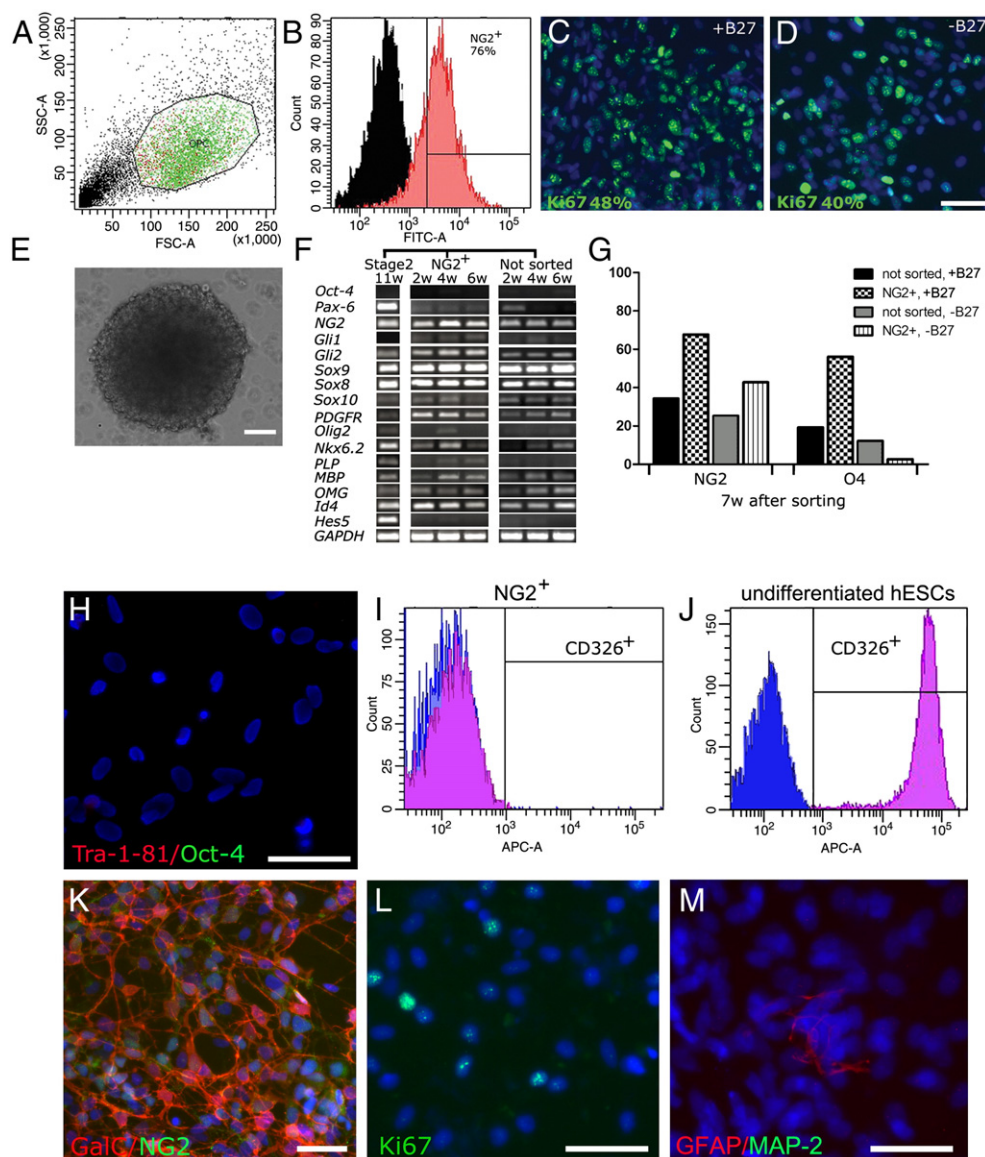 A
(x1,000)
SSC-A
250
200
150
100
50
OPC
50 100 150 200 250
FSC-A
(x1,000)
B
Count
90
80
70
60
50
40
30
20
10
0
NG2+
76%
10^2 10^3 10^4 10^5
FITC-A
C
+B27
Ki67 48%
D
-B27
Ki67 40%
E
F
Stage2 NG2+ Not sorted
11w 2w 4w 6w 2w 4w 6w
Oct-4
Pax-6
NG2
Gli1
Gli2
Sox9
Sox8
Sox10
PDGFR
Olig2
Nkx6.2
PLP
MBP
OMG
Id4
Hes5
GAPDH
G
100
80
60
40
20
0
not sorted, +B27
NG2+, +B27
not sorted, -B27
NG2+, -B27
NG2 O4
7w after sorting
H
Tra-1-81/Oct-4
I
NG2+
CD326+
Count
100
75
50
25
0
10^2 10^3 10^4 10^5
APC-A
J
undifferentiated hESCs
CD326+
Count
150
100
50
0
10^2 10^3 10^4 10^5
APC-A
K
GalC/NG2
L
Ki67
M
GFAP/MAP-2